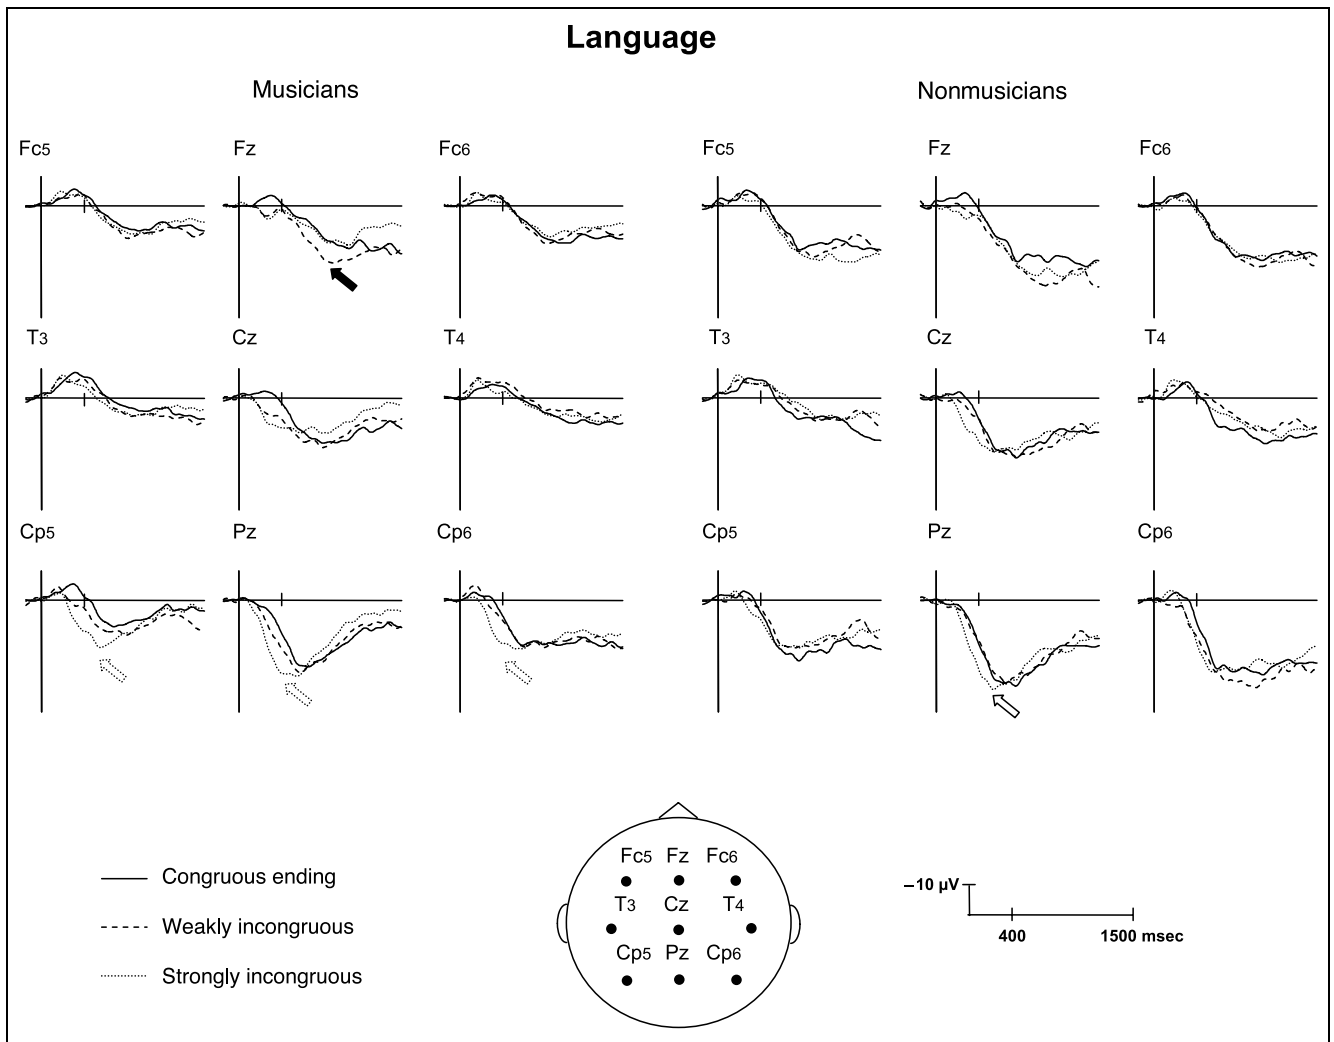 Language
Musicians Nonmusicians
Fc5 Fz Fc6 Fc5 Fz Fc6
T3 Cz T4 T3 Cz T4
Cp5 Pz Cp6 Cp5 Pz Cp6
Fc5 Fz Fc6
T3 Cz T4
Cp5 Pz Cp6
Congruous ending
Weakly incongruous
Strongly incongruous
–10 µV
400 1500 msec